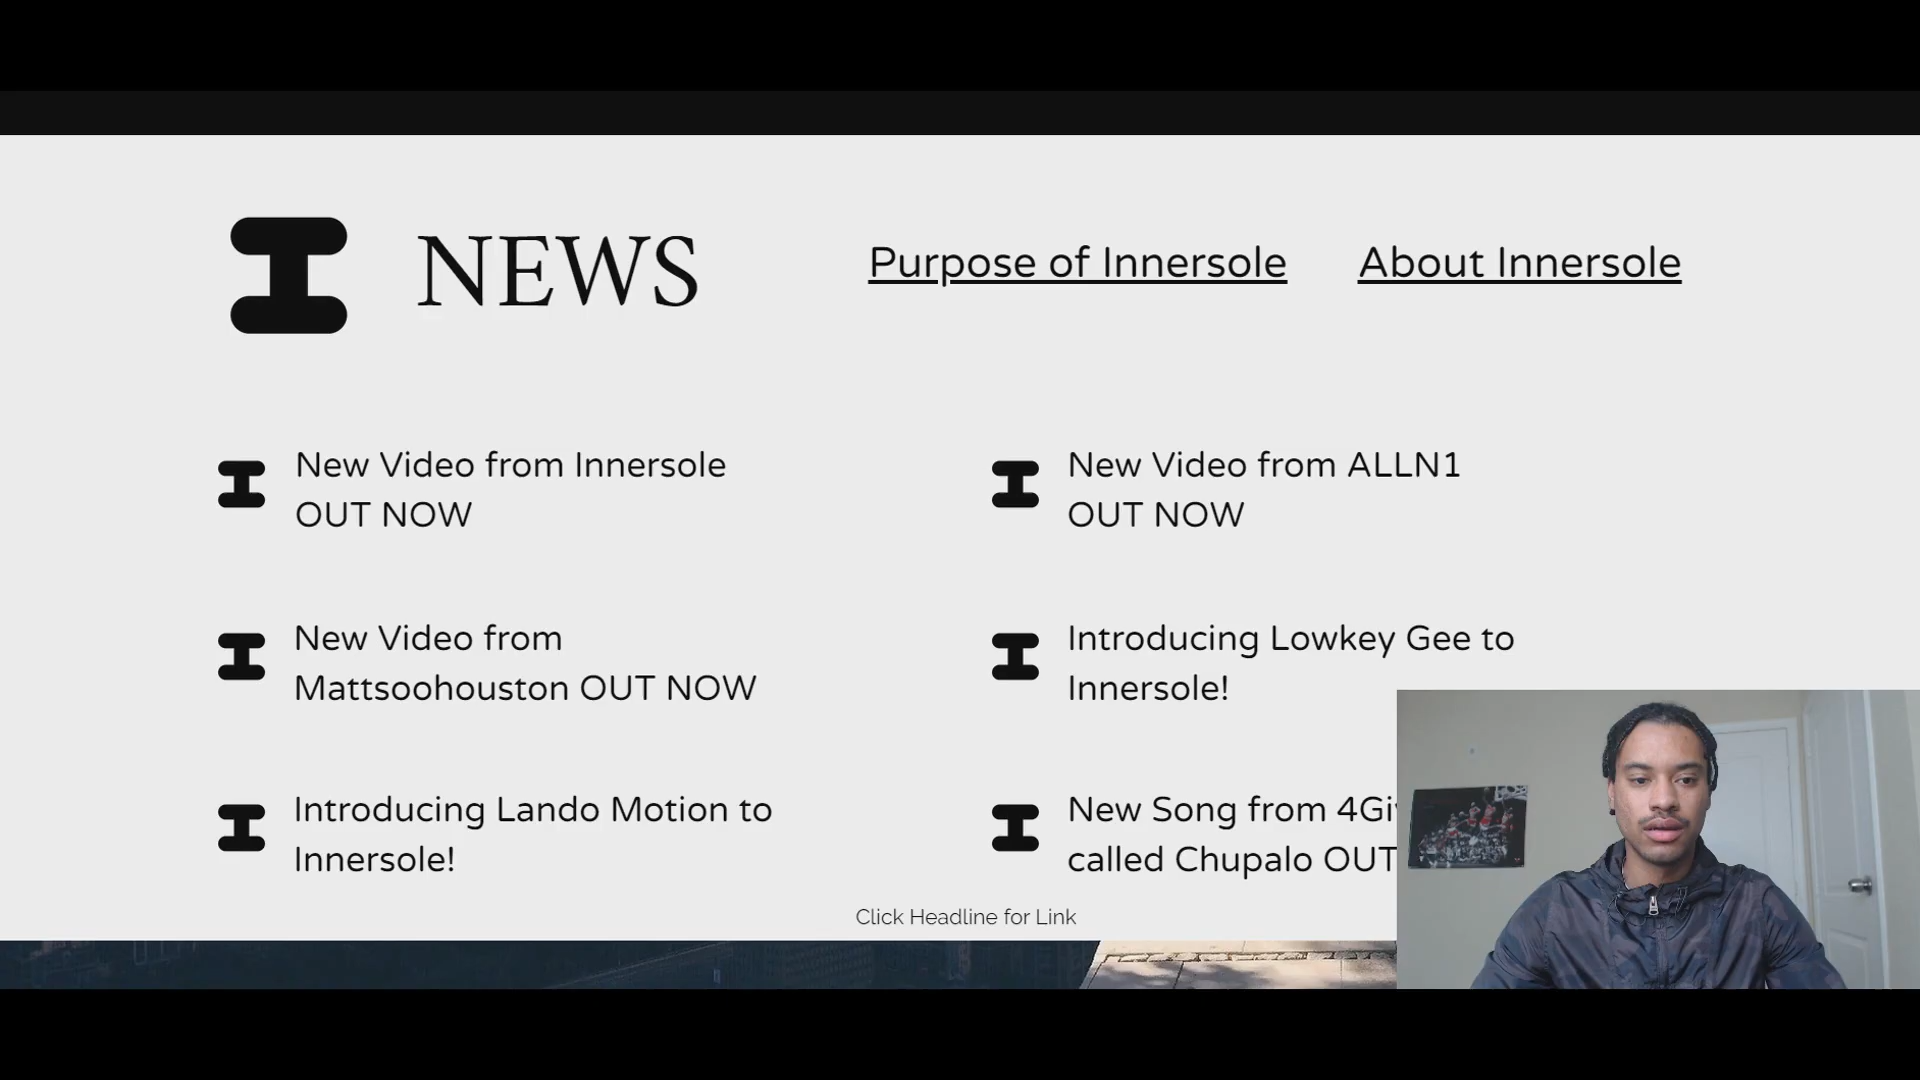 NEWS
Purpose of Innersole
About Innersole
New Video from Innersole
OUT NOW
New Video from ALLN1
OUT NOW
New Video from
Mattsoohouston OUT NOW
Introducing Lowkey Gee to
Innersole!
Introducing Lando Motion to
Innersole!
New Song from
called Chupalo OUT
Click Headline for Link